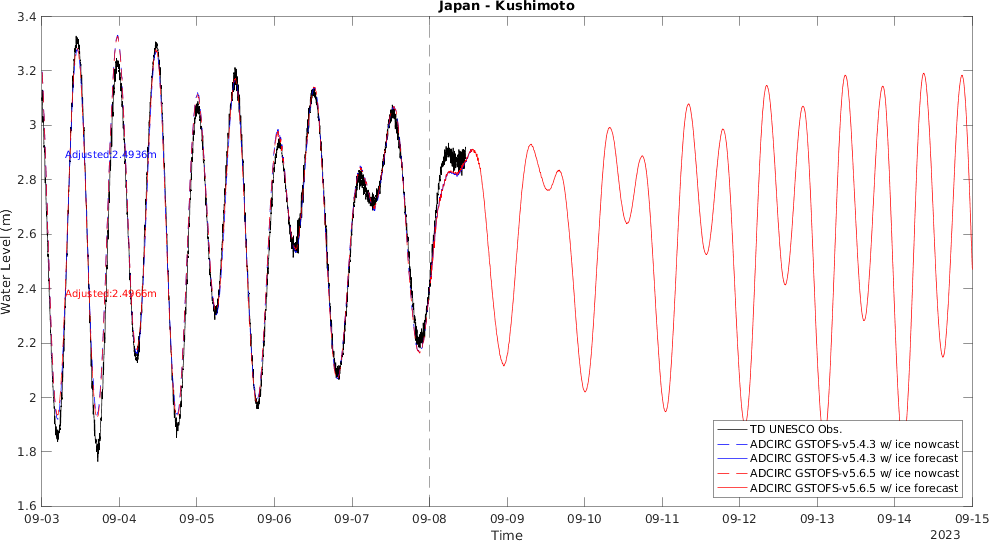 Japan - Kushimoto
3.4
3.2
3
2.8
2.6
2.4
2.2
2
1.8
1.6
Water Level (m)
Adjusted:2.4936m
Adjusted:2.4966m
TD UNESCO Obs.
ADCIRC GSTOFS-v5.4.3 w/ ice nowcast
ADCIRC GSTOFS-v5.4.3 w/ ice forecast
ADCIRC GSTOFS-v5.6.5 w/ ice nowcast
ADCIRC GSTOFS-v5.6.5 w/ ice forecast
09-03 09-04 09-05 09-06 09-07 09-08 09-09 09-10 09-11 09-12 09-13 09-14 09-15
Time
2023